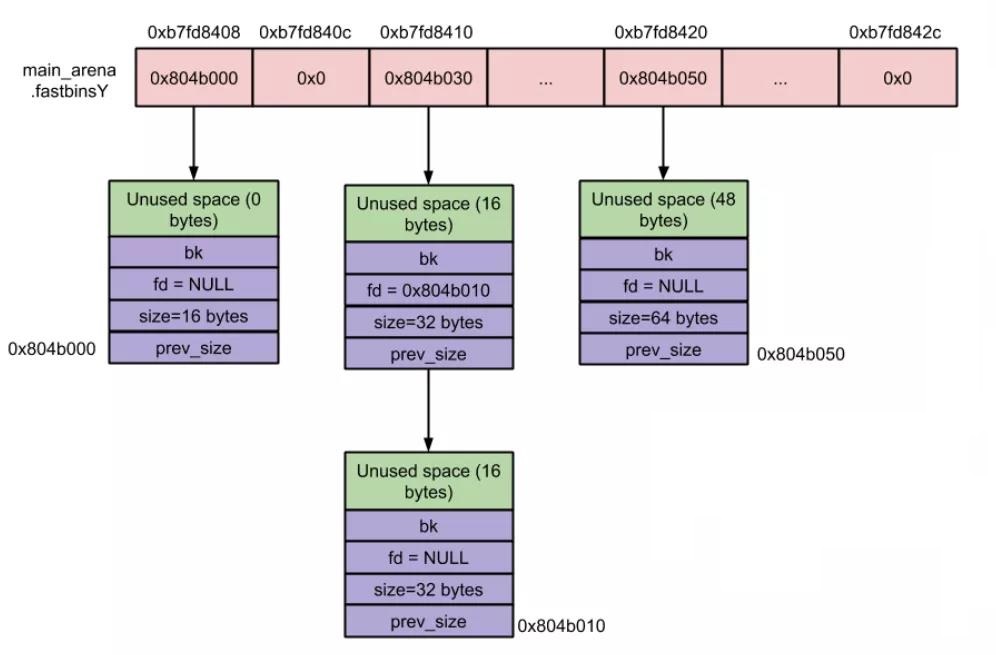 0xb7fd8408 0xb7fd840c 0xb7fd8410 0xb7fd8420 0xb7fd842c
main_arena
.fastbinsY
0x804b000 0x0 0x804b030 ... 0x804b050 ... 0x0
Unused space (0
bytes)
bk
fd = NULL
size=16 bytes
prev_size
0x804b000
Unused space (16
bytes)
bk
fd = 0x804b010
size=32 bytes
prev_size
Unused space (48
bytes)
bk
fd = NULL
size=64 bytes
prev_size
0x804b050
Unused space (16
bytes)
bk
fd = NULL
size=32 bytes
prev_size
0x804b010